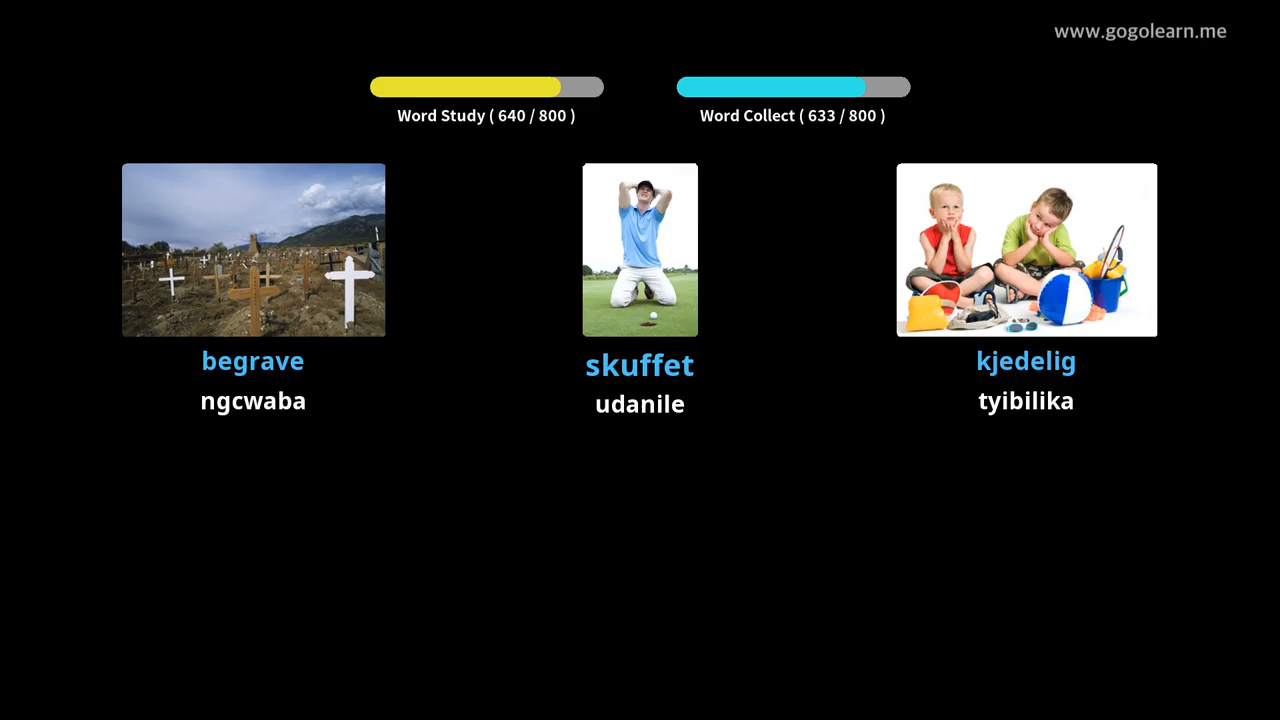 www.gogolearn.me
Word Study ( 640 / 800 )
Word Collect ( 633 / 800 )
begrave
skuffet
kjedelig
ngcwaba
udanile
tyibilika